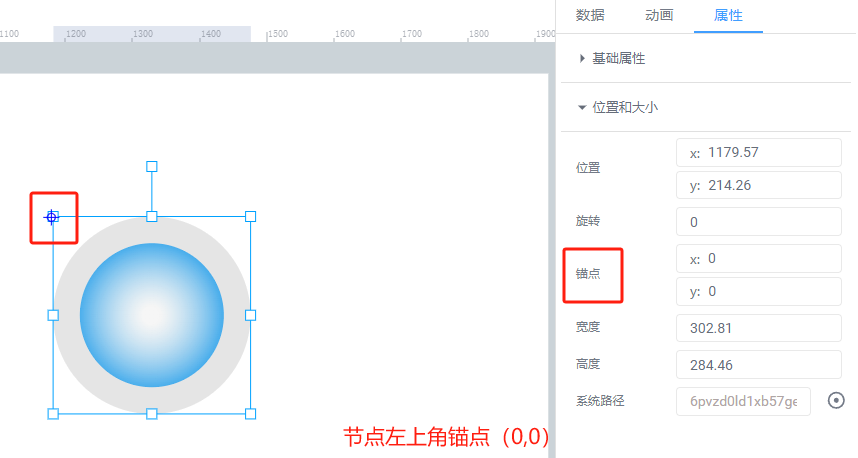 数据 动画 属性
1100 1200 1300 1400 1500 1600 1700 1800 1900
基础属性
位置和大小
位置
x: 1179.57
y: 214.26
旋转 0
锚点
x: 0
y: 0
宽度 302.81
高度 284.46
系统路径 6pvzd0ld1xb57ge
节点左上角锚点（0,0）